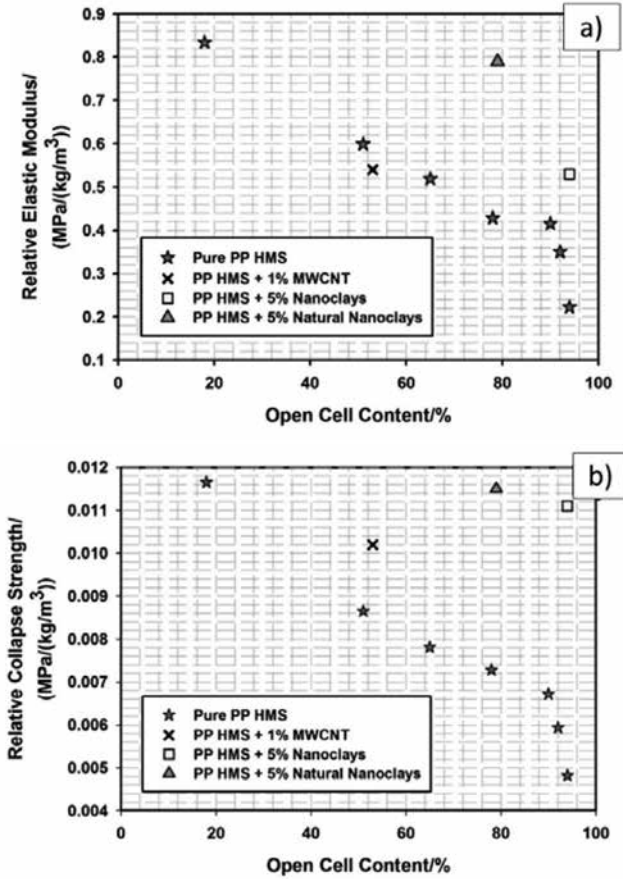 a)
Relative Elastic Modulus/
(MPa/(kg/m³))
0.9
0.8
0.7
0.6
0.5
0.4
0.3
0.2
0.1
Pure PP HMS
PP HMS + 1% MWCNT
PP HMS + 5% Nanoclays
PP HMS + 5% Natural Nanoclays
0 20 40 60 80 100
Open Cell Content/%
b)
Relative Collapse Strength/
(MPa/(kg/m³))
0.012
0.011
0.010
0.009
0.008
0.007
0.006
0.005
0.004
Pure PP HMS
PP HMS + 1% MWCNT
PP HMS + 5% Nanoclays
PP HMS + 5% Natural Nanoclays
0 20 40 60 80 100
Open Cell Content/%